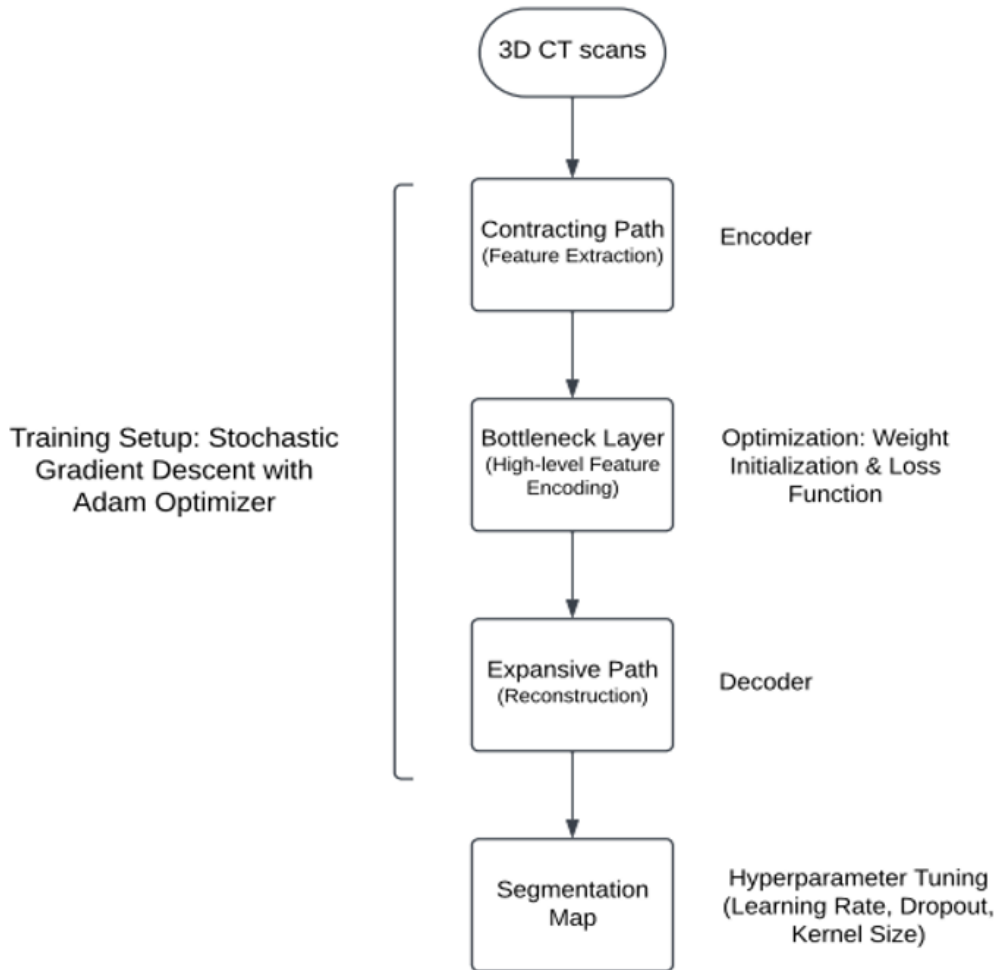 3D CT scans
Contracting Path
(Feature Extraction)
Encoder
Training Setup: Stochastic
Gradient Descent with
Adam Optimizer
Bottleneck Layer
(High-level Feature
Encoding)
Optimization: Weight
Initialization & Loss
Function
Expansive Path
(Reconstruction)
Decoder
Segmentation
Map
Hyperparameter Tuning
(Learning Rate, Dropout,
Kernel Size)